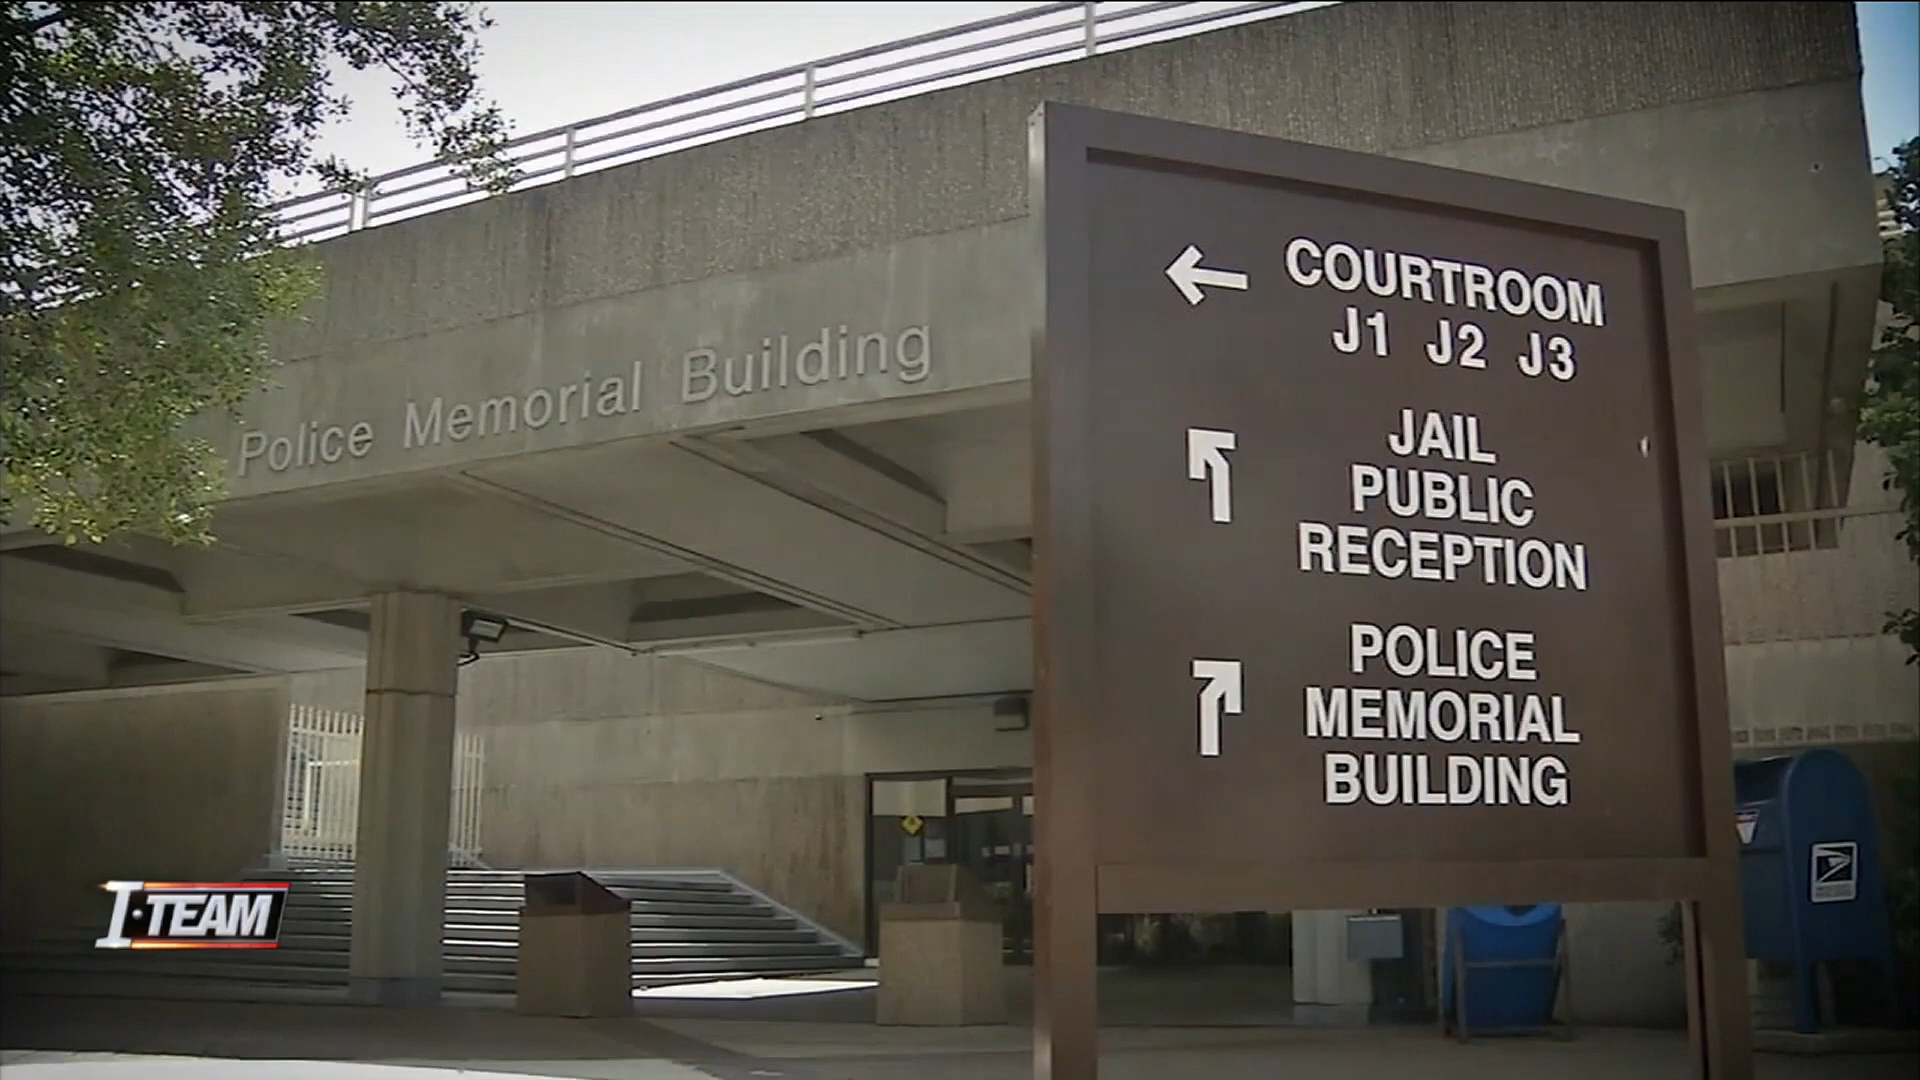 Police Memorial Building
COURTROOM
J1 J2 J3
JAIL
PUBLIC
RECEPTION
POLICE
MEMORIAL
BUILDING
I-TEAM